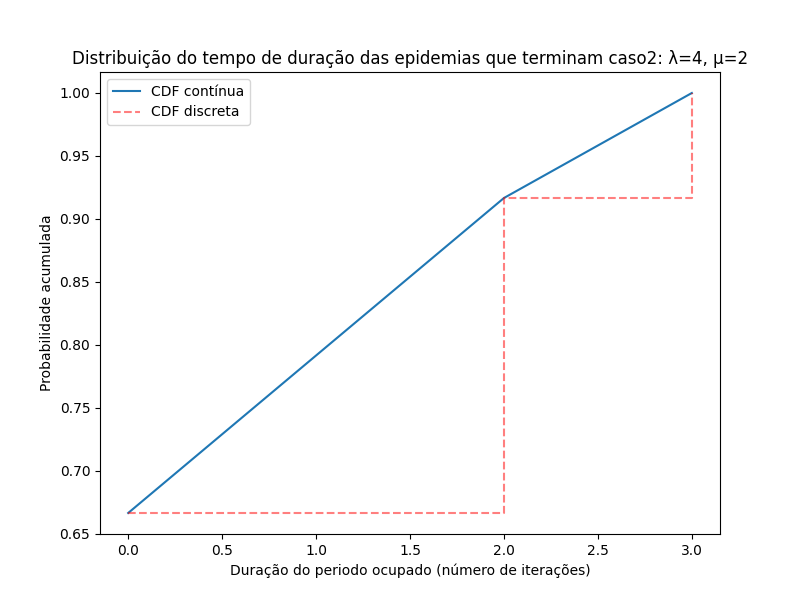 Distribuição do tempo de duração das epidemias que terminam caso2: λ=4, μ=2
CDF contínua
CDF discreta
1.00
0.95
0.90
0.85
0.80
0.75
0.70
0.65
Probabilidade acumulada
0.0 0.5 1.0 1.5 2.0 2.5 3.0
Duração do periodo ocupado (número de iterações)